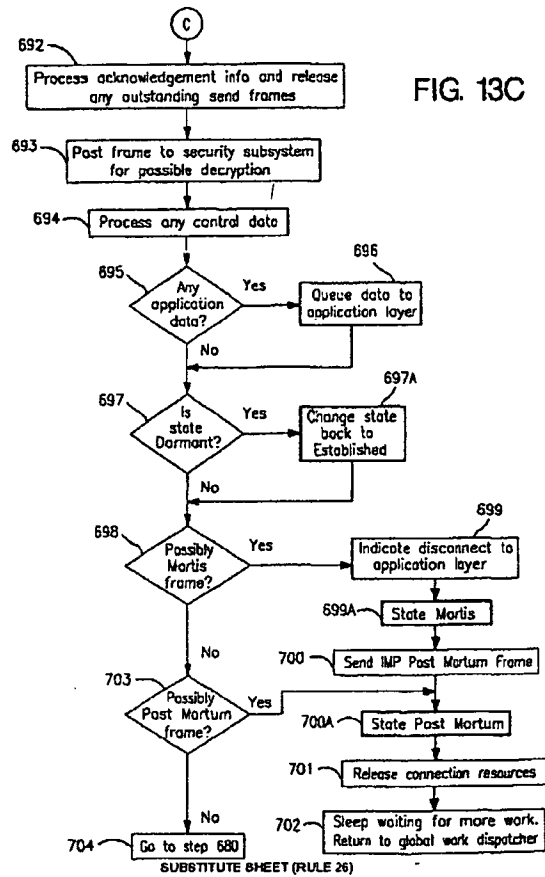 C
692
Process acknowledgement info and release
any outstanding send frames
FIG. 13C
693
Post frame to security subsystem
for possible decryption
694
Process any control data
695
Any
application
data?
Yes
696
Queue data to
application layer
No
697
Is
state
Dormant?
Yes
697A
Change state
back to
Established
No
698
Possibly
Mortis
frame?
Yes
699
Indicate disconnect to
application layer
699A
State Mortis
No
700
Send IMP Post Mortum Frame
703
Possibly
Post Mortum
frame?
Yes
700A
State Post Mortum
701
Release connection resources
No
702
Sleep waiting for more work.
Return to global work dispatcher
704
Go to step 680
SUBSTITUTE SHEET (RULE 26)